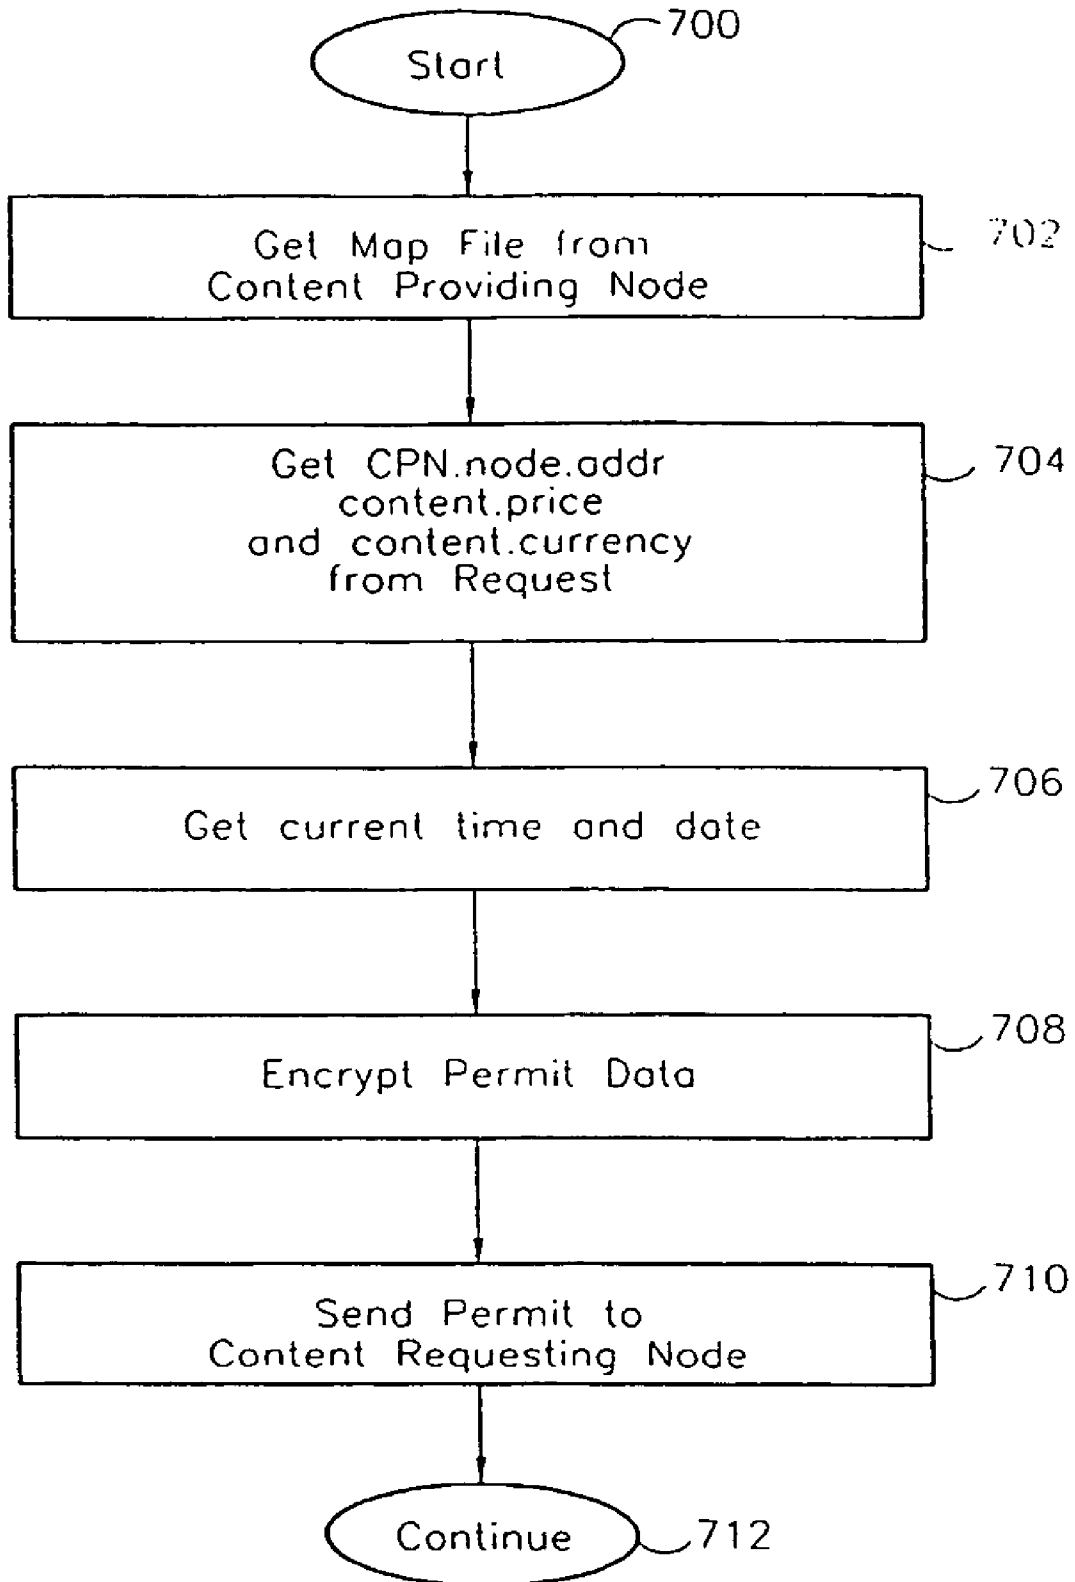 700
Start
702
Get Map File from
Content Providing Node
704
Get CPN.node.addr
content.price
and content.currency
from Request
706
Get current time and date
708
Encrypt Permit Data
710
Send Permit to
Content Requesting Node
Continue
712